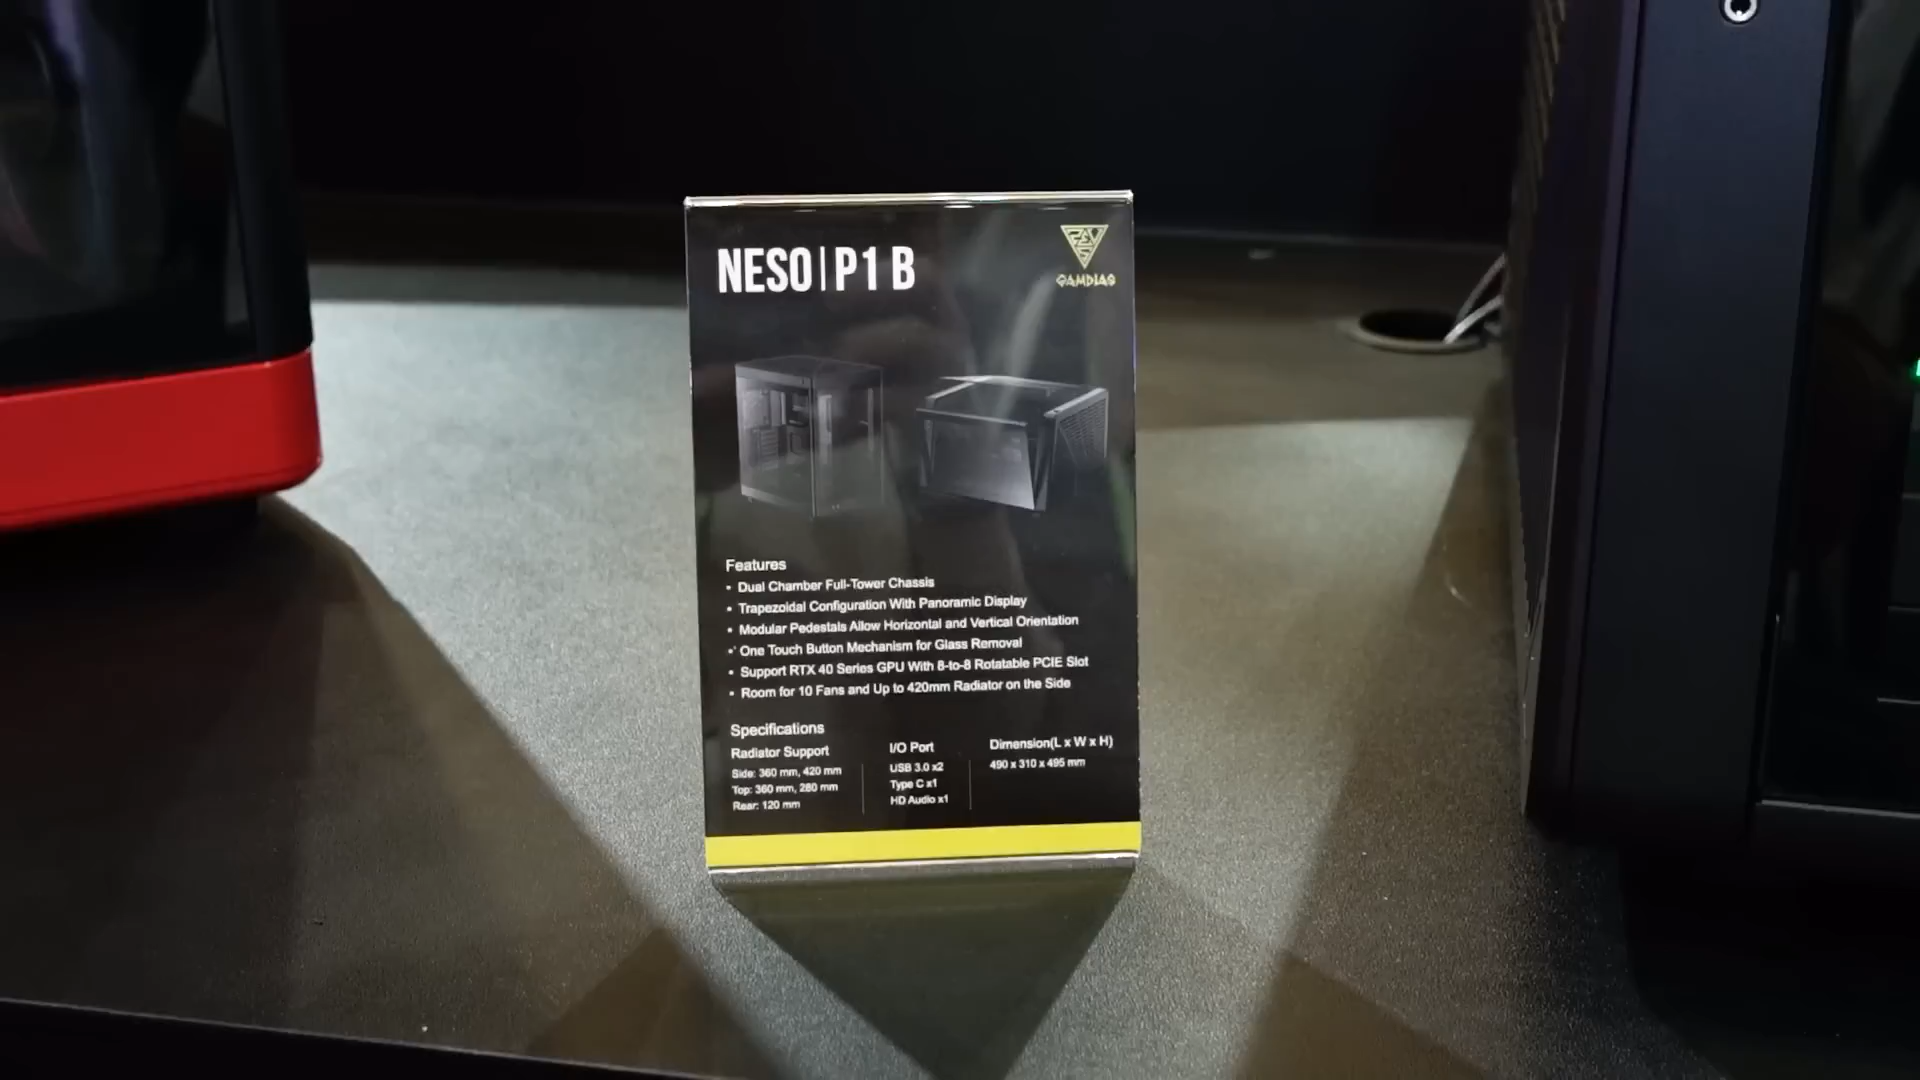 NESO|P1 B
GAMDIAS
Features
• Dual Chamber Full-Tower Chassis
• Trapezoidal Configuration With Panoramic Display
• Modular Pedestals Allow Horizontal and Vertical Orientation
• One Touch Button Mechanism for Glass Removal
• Support RTX 40 Series GPU With 8-to-8 Rotatable PCIE Slot
• Room for 10 Fans and Up to 420mm Radiator on the Side
Specifications
Radiator Support
Side: 360 mm, 420 mm
Top: 360 mm, 280 mm
Rear: 120 mm
I/O Port
USB 3.0 x2
Type C x1
HD Audio x1
Dimension(L x W x H)
490 x 310 x 495 mm